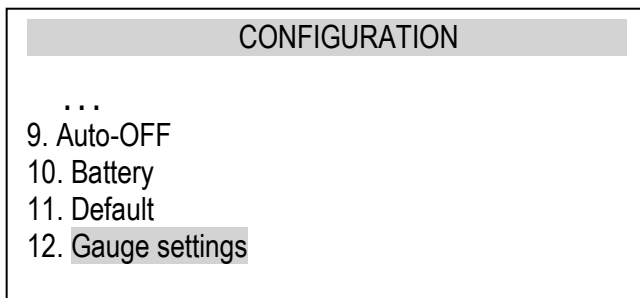 CONFIGURATION
...
9. Auto-OFF
10. Battery
11. Default
12. Gauge settings